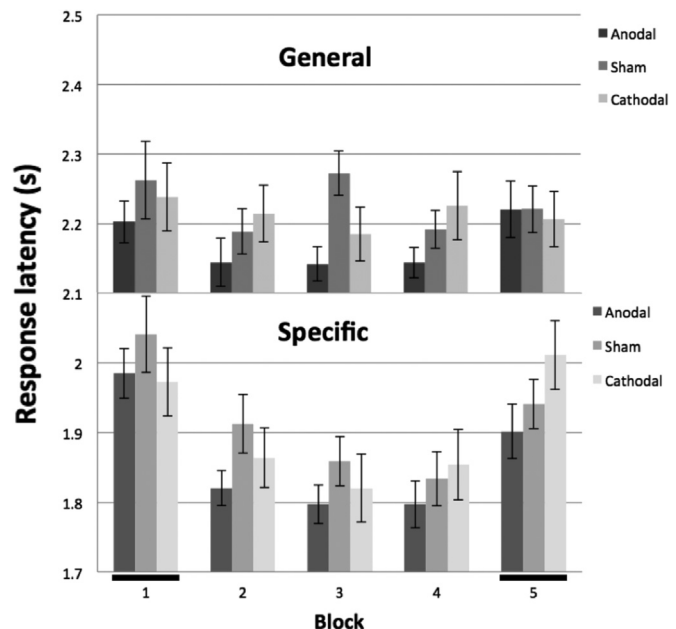 2.5
General
Anodal
Sham
Cathodal
2.4
2.3
2.2
2.1
Response latency (s)
Specific
Anodal
Sham
Cathodal
2
1.9
1.8
1.7
1 2 3 4 5
Block